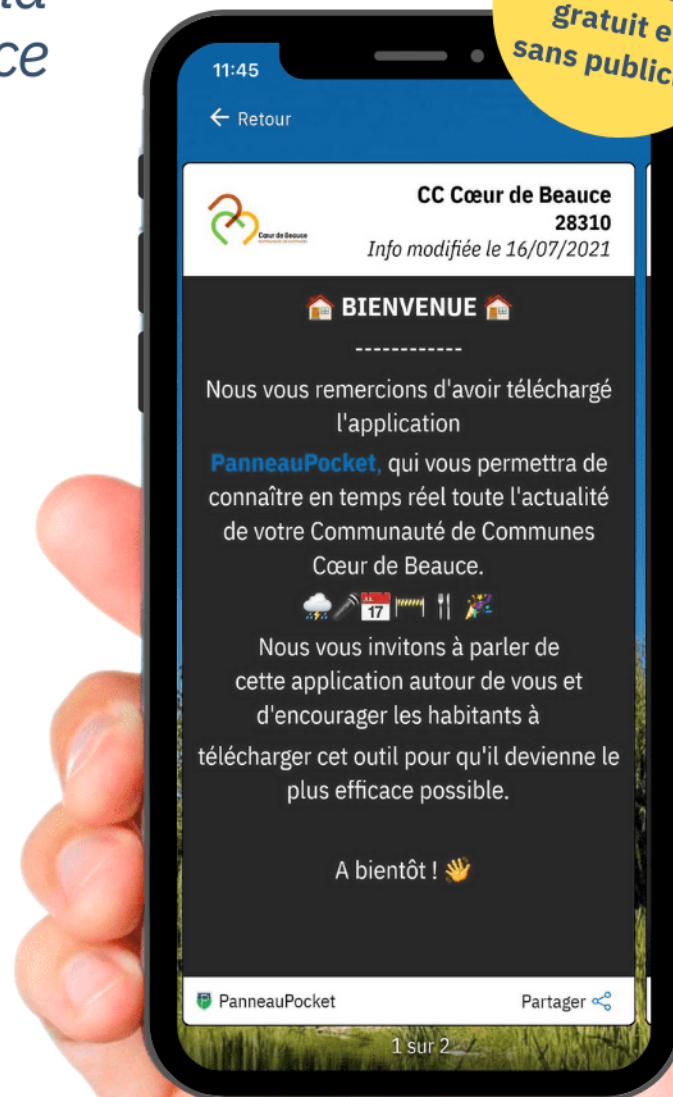 ce
gratuit e
sans public
11:45
← Retour
CC Cœur de Beauce
28310
Cœur de Beauce
Info modifiée le 16/07/2021
🏠 BIENVENUE 🏠
------------
Nous vous remercions d'avoir téléchargé
l'application
PanneauPocket, qui vous permettra de
connaître en temps réel toute l'actualité
de votre Communauté de Communes
Cœur de Beauce.
17
Nous vous invitons à parler de
cette application autour de vous et
d'encourager les habitants à
télécharger cet outil pour qu'il devienne le
plus efficace possible.
A bientôt ! 👋
PanneauPocket
Partager
1 sur 2